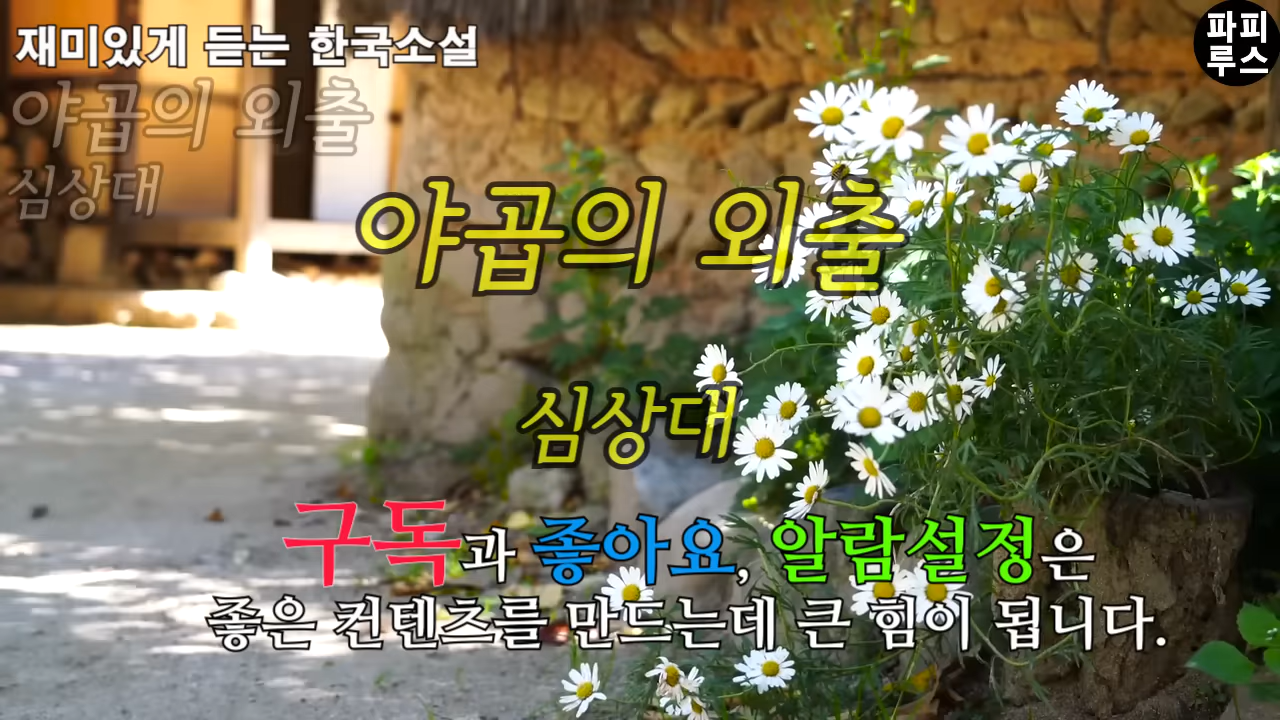 재미있게 듣는 한국소설
파피
루스
야곱의 외출
심상대
야곱의 외출
심상대
구독과 좋아요, 알람설정은
좋은 컨텐츠를 만드는데 큰 힘이 됩니다.